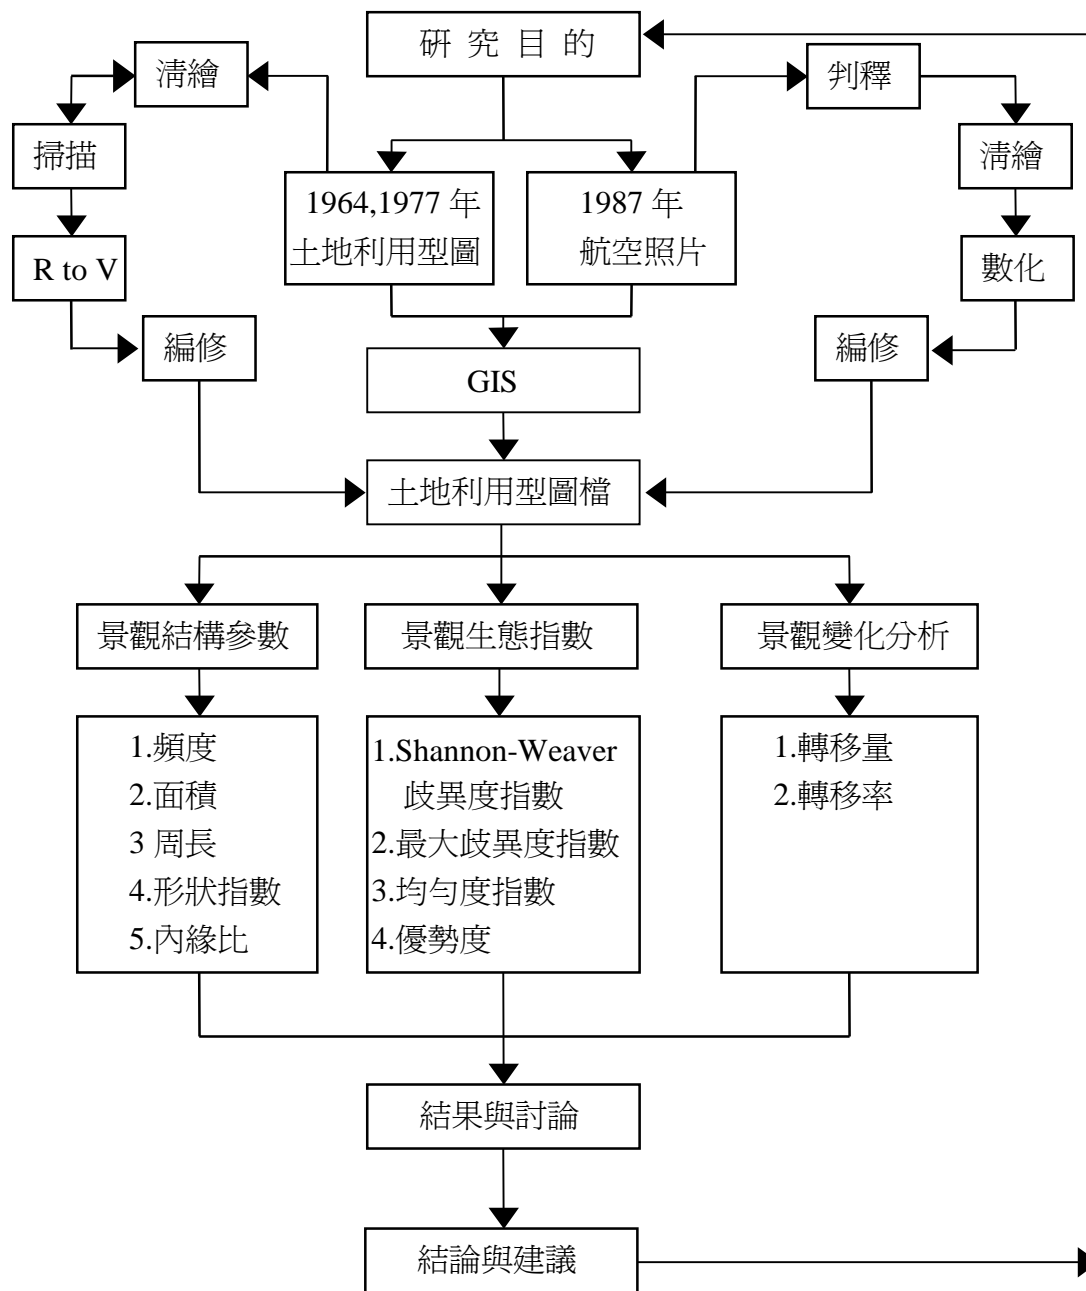 研 究 目 的
清繪
判釋
掃描
清繪
1964,1977 年
土地利用型圖
1987 年
航空照片
R to V
數化
編修
編修
GIS
土地利用型圖檔
景觀結構參數
景觀生態指數
景觀變化分析
1.頻度
2.面積
3 周長
4.形狀指數
5.內緣比
1.Shannon-Weaver
歧異度指數
2.最大歧異度指數
3.均勻度指數
4.優勢度
1.轉移量
2.轉移率
結果與討論
結論與建議